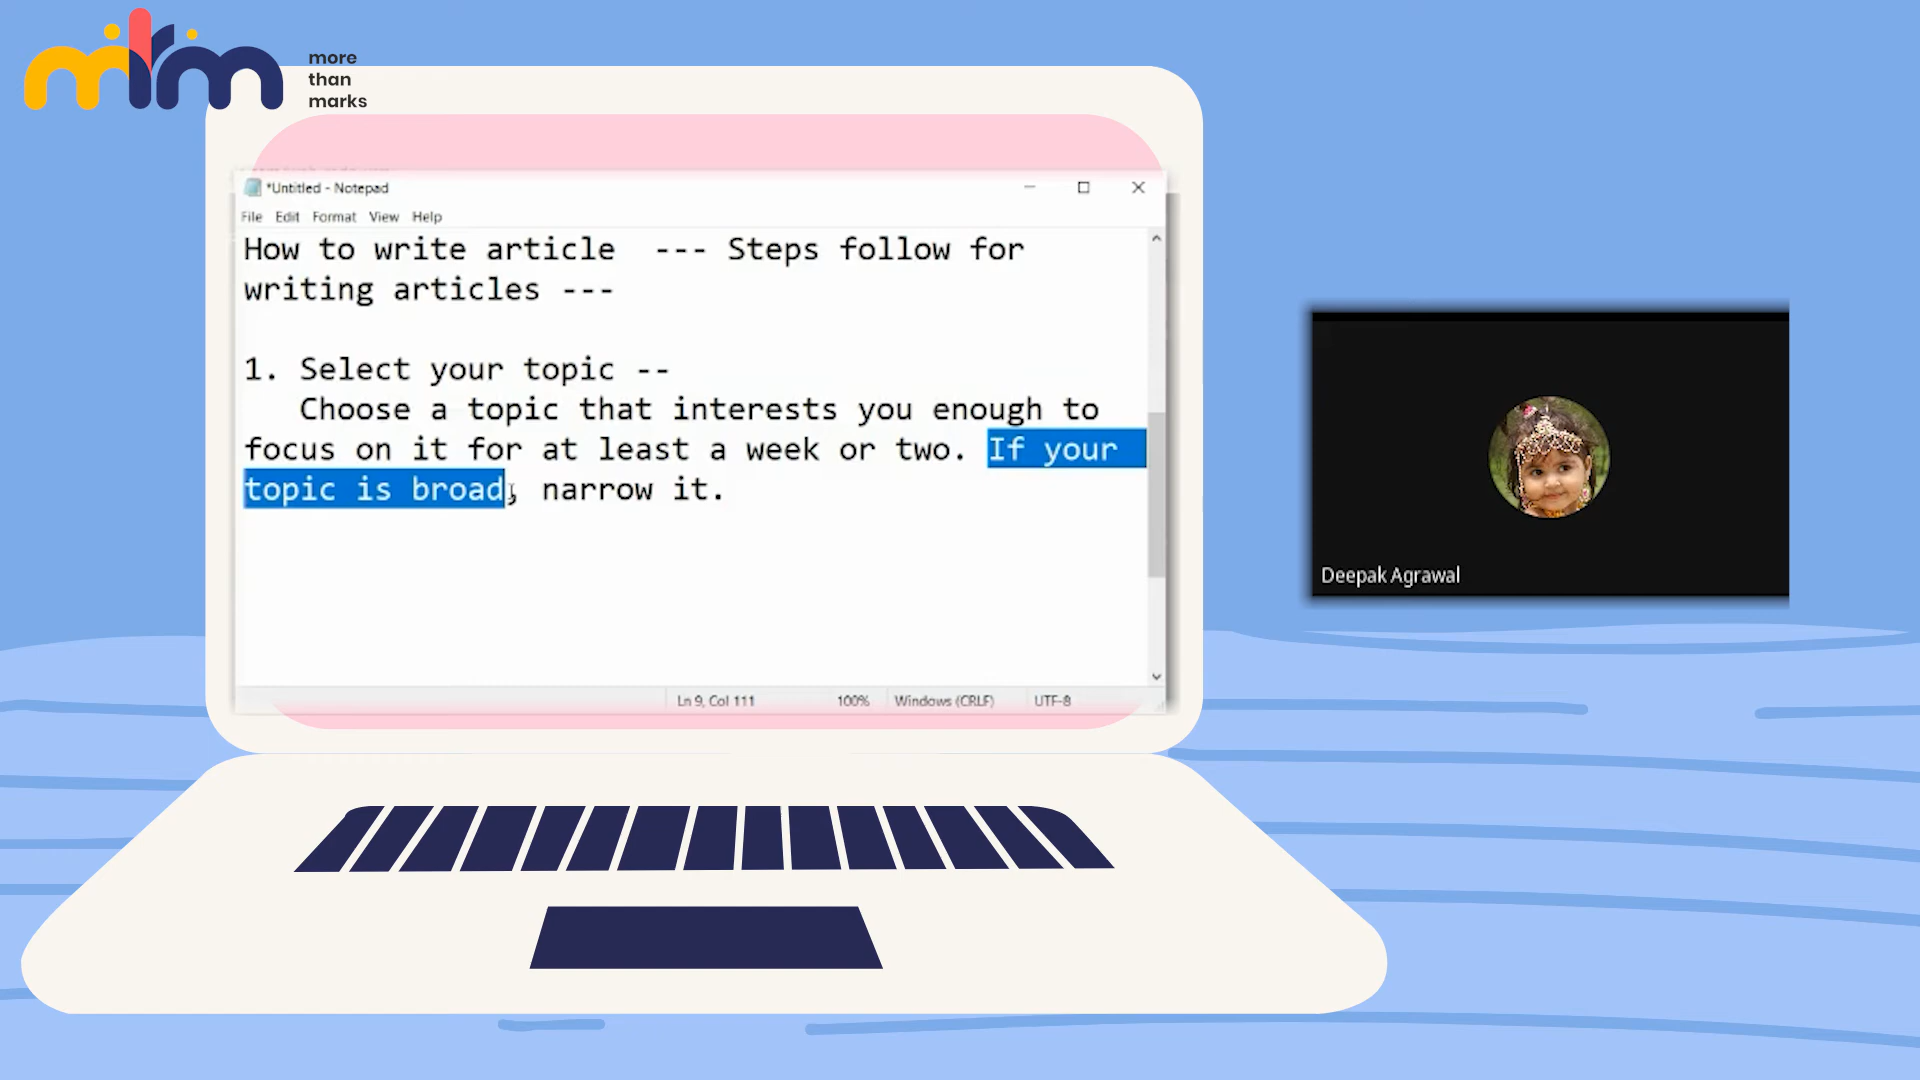 mtm
more
than
marks
*Untitled - Notepad
File Edit Format View Help
How to write article --- Steps follow for
writing articles ---
1. Select your topic --
Choose a topic that interests you enough to
focus on it for at least a week or two. If your
topic is broad, narrow it.
Ln 9, Col 111 100% Windows (CRLF) UTF-8
Deepak Agrawal